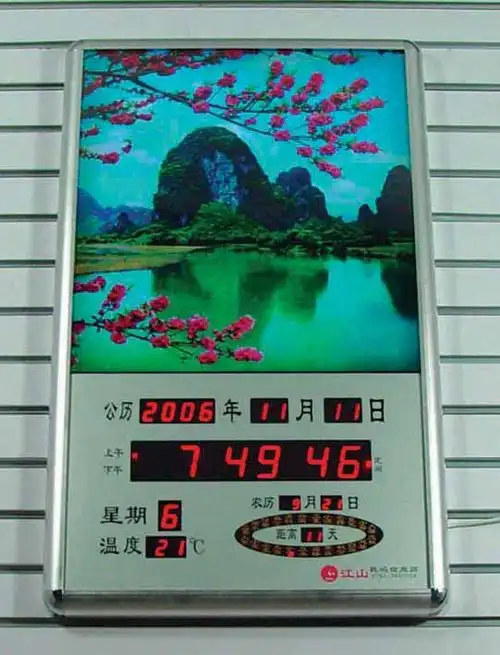 公历 2006 年 11 月 11 日
上午
下午
7 49 46
农历 9 月 21 日
星期 6
距离 11 天
温度 21 ℃
江山